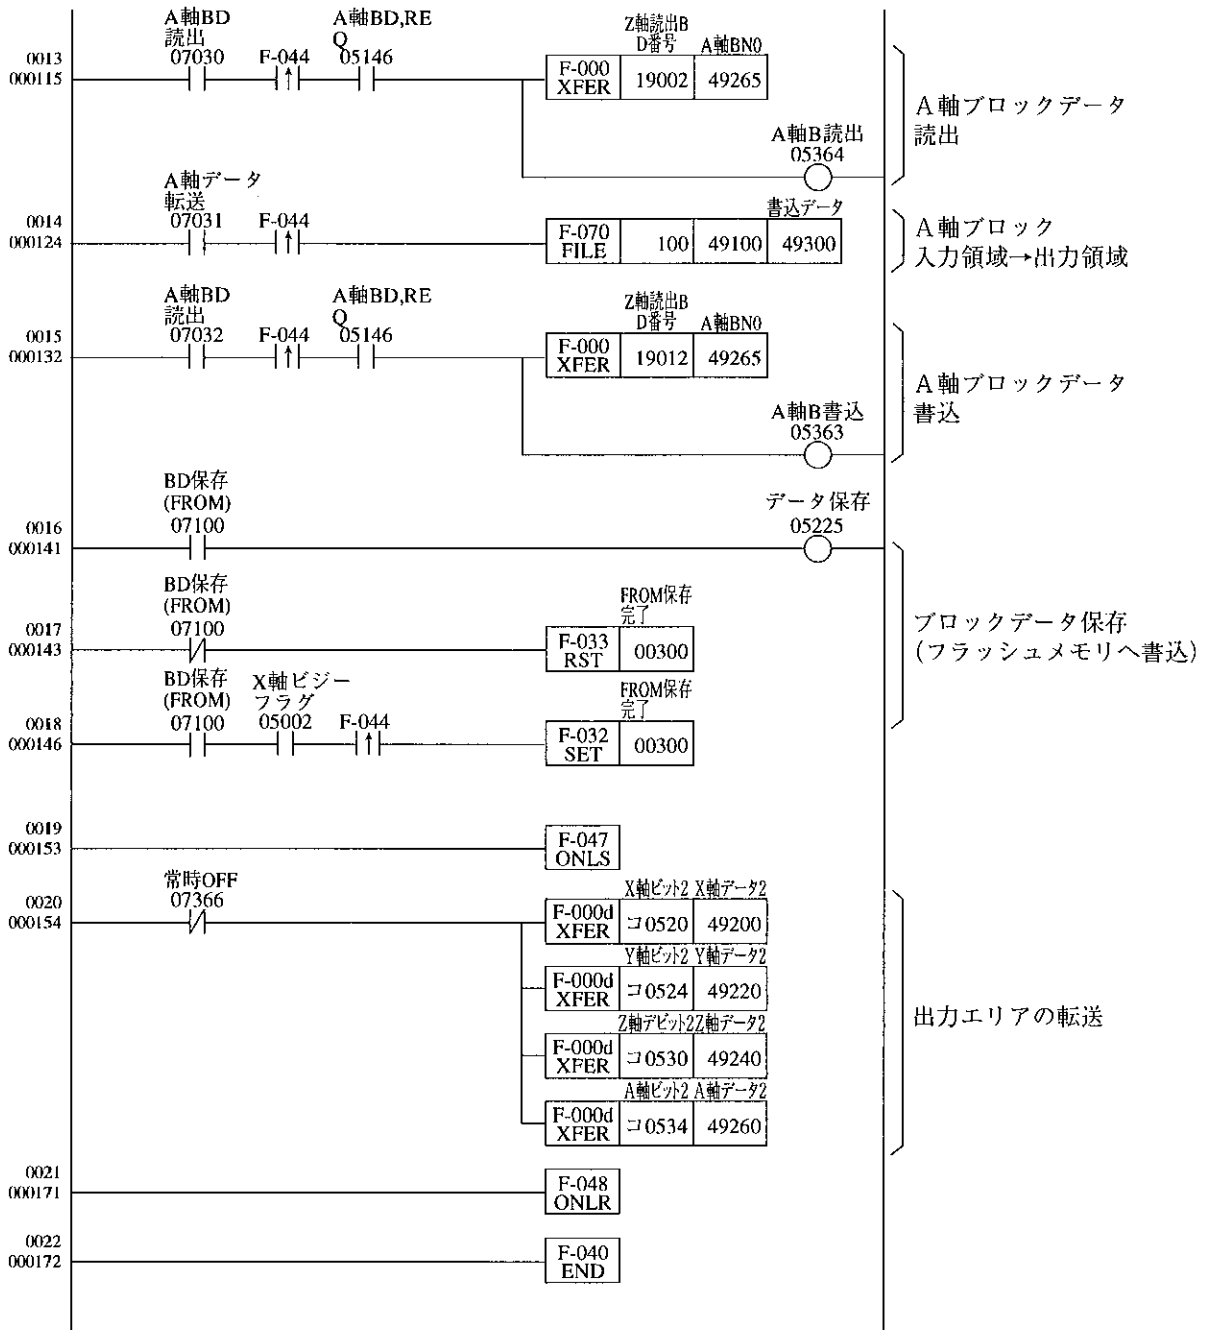 A軸BD
読出
A軸BD,RE
Q
Z軸読出B
D番号 A軸BN0
0013
000115
07030 F-044 05146
F-000
XFER 19002 49265
A軸B読出
05364
A軸ブロックデータ
読出
A軸データ
転送
0014
000124
07031 F-044
書込データ
F-070
FILE 100 49100 49300
A軸ブロック
入力領域→出力領域
A軸BD
読出
A軸BD,RE
Q
Z軸読出B
D番号 A軸BN0
0015
000132
07032 F-044 05146
F-000
XFER 19012 49265
A軸B書込
05363
A軸ブロックデータ
書込
BD保存
(FROM)
データ保存
0016
000141
07100
05225
BD保存
(FROM)
FROM保存
完了
0017
000143
07100
F-033
RST 00300
ブロックデータ保存
(フラッシュメモリへ書込)
BD保存
(FROM)
X軸ビジー
フラグ
FROM保存
完了
0018
000146
07100 05002 F-044
F-032
SET 00300
0019
000153
F-047
ONLS
常時OFF
0020
000154
07366
X軸ビット2 X軸データ2
F-000d
XFER コ0520 49200
Y軸ビット2 Y軸データ2
F-000d
XFER コ0524 49220
Z軸デビット2 Z軸データ2
F-000d
XFER コ0530 49240
A軸ビット2 A軸データ2
F-000d
XFER コ0534 49260
出力エリアの転送
0021
000171
F-048
ONLR
0022
000172
F-040
END